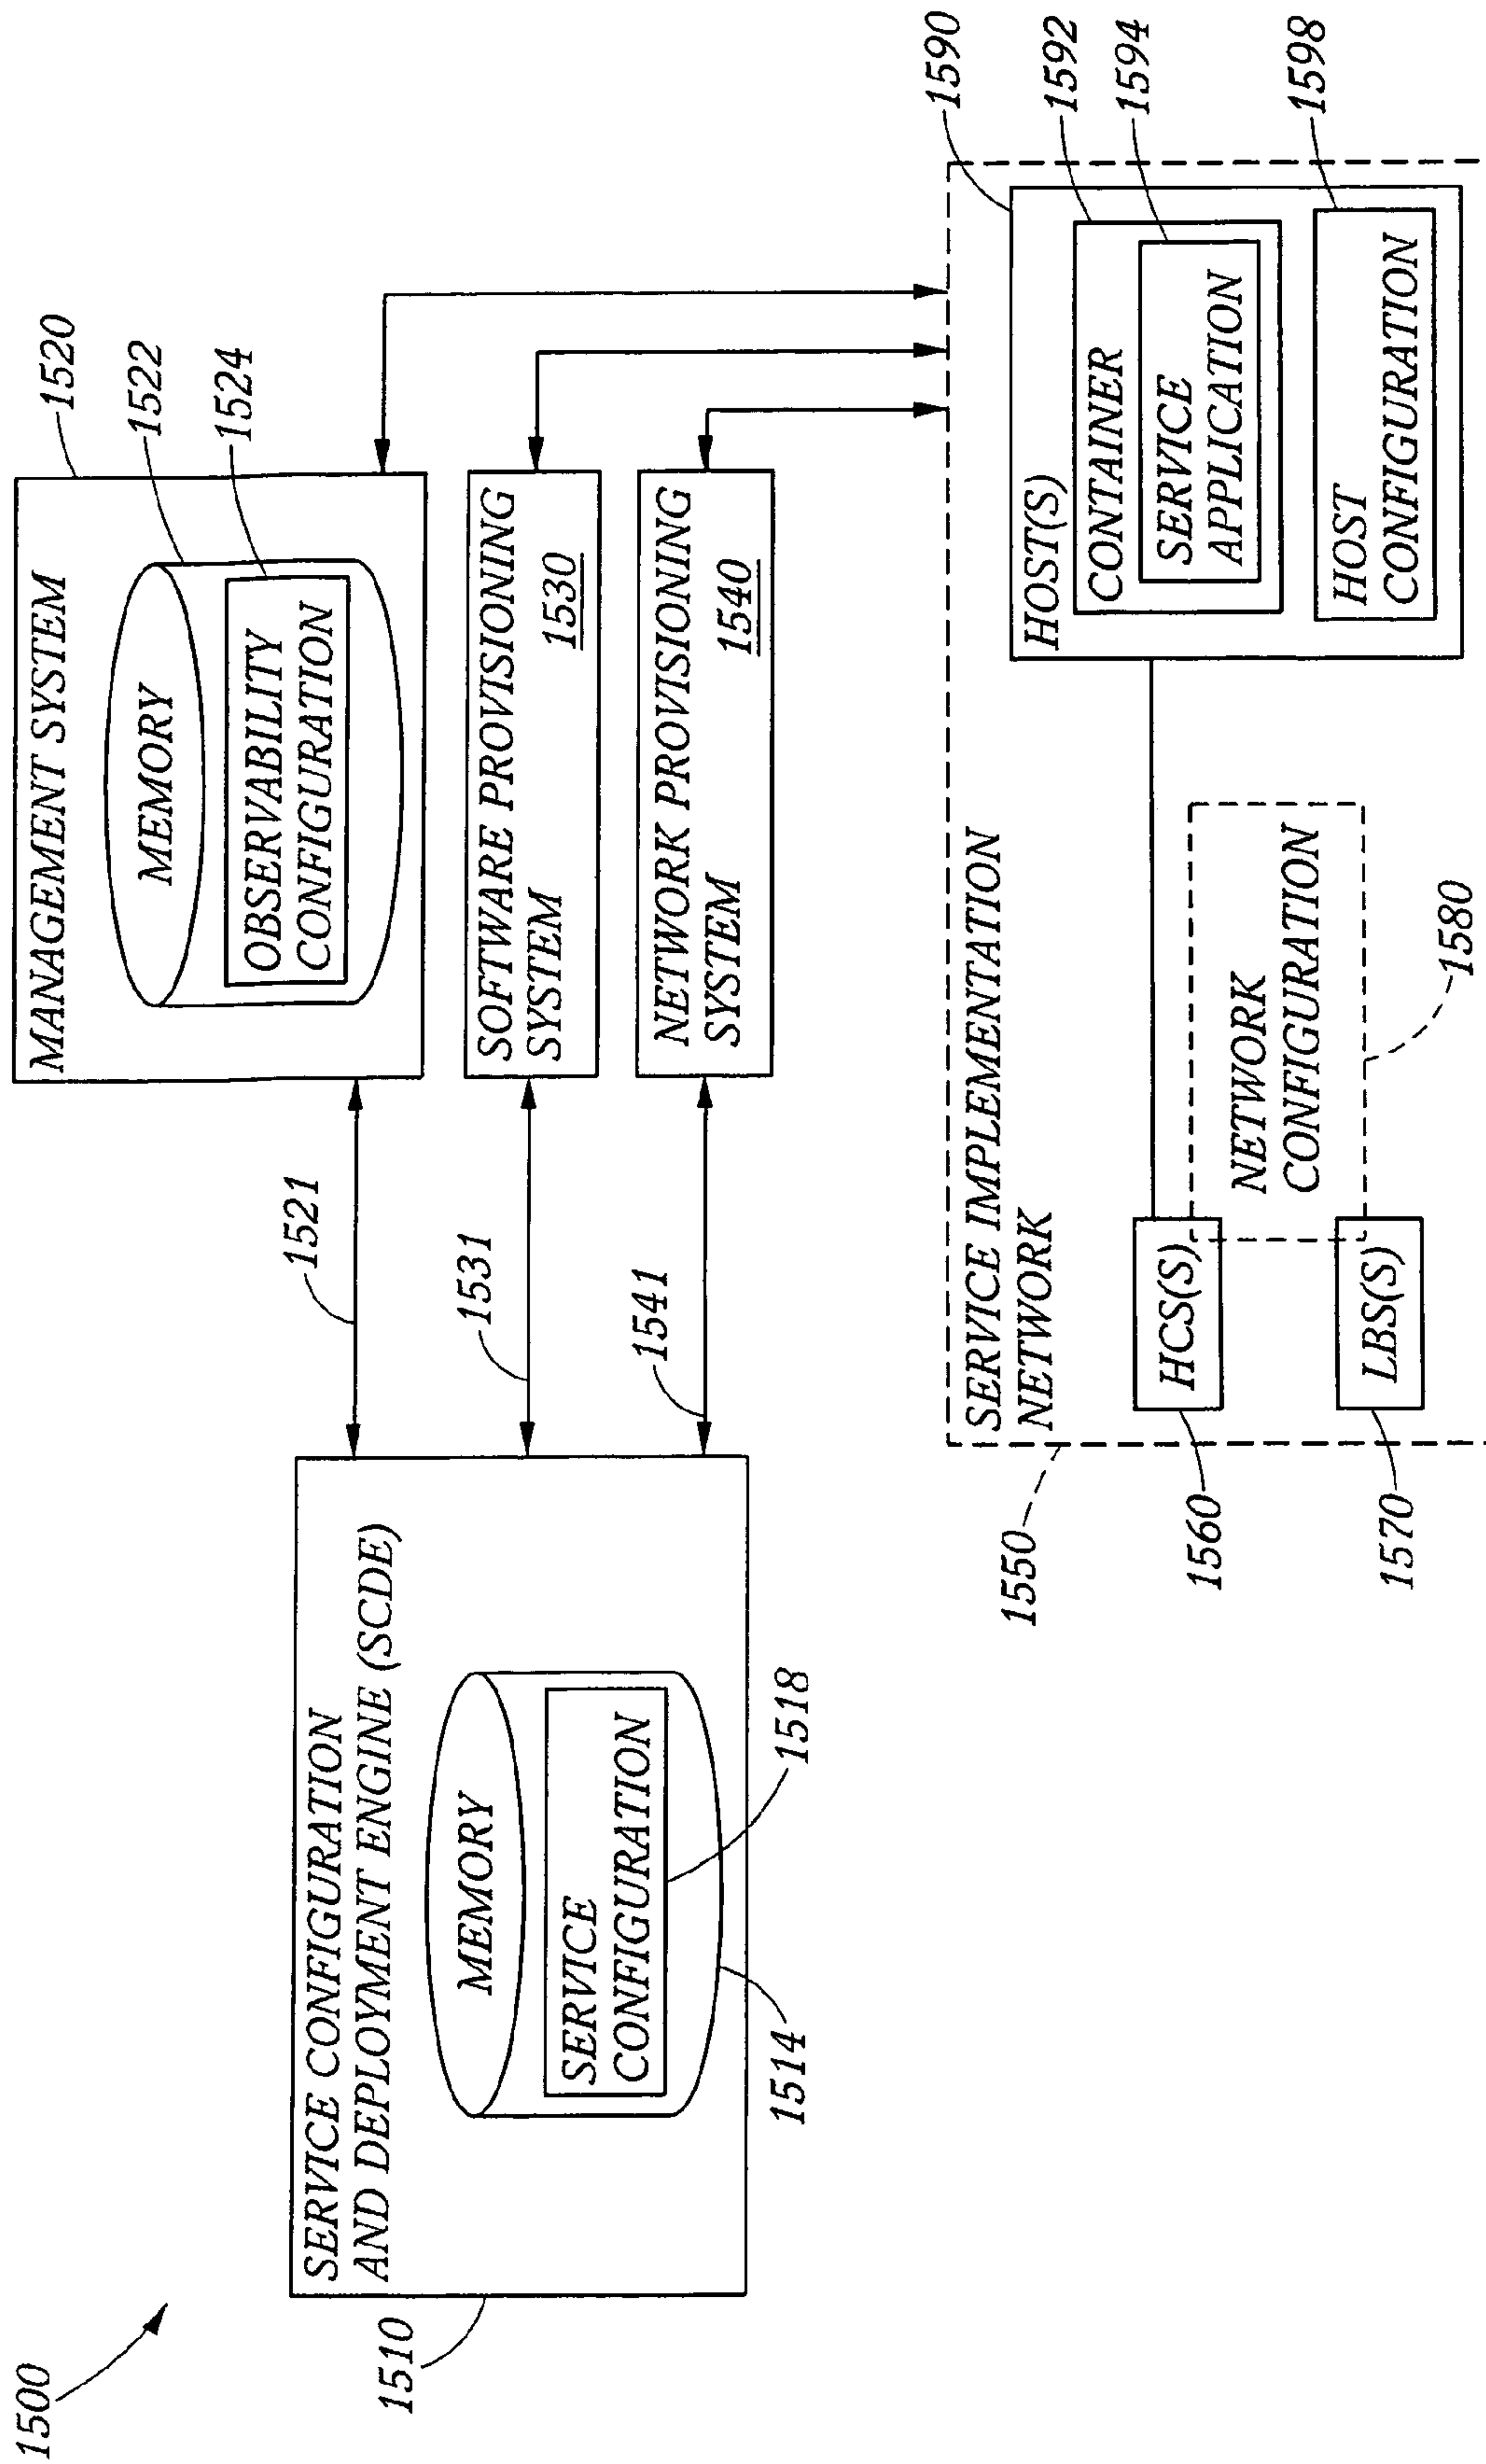 1500
1510
SERVICE CONFIGURATION
AND DEPLOYMENT ENGINE (SCDE)
MEMORY
SERVICE
CONFIGURATION
1514
1518
1521
1531
1541
MANAGEMENT SYSTEM
MEMORY
OBSERVABILITY
CONFIGURATION
1520
1522
1524
SOFTWARE PROVISIONING
SYSTEM
1530
NETWORK PROVISIONING
SYSTEM
1540
1550
SERVICE IMPLEMENTATION
NETWORK
HCS(S)
1560
LBS(S)
1570
NETWORK
CONFIGURATION
1580
HOST(S)
CONTAINER
SERVICE
APPLICATION
HOST
CONFIGURATION
1590
1592
1594
1598